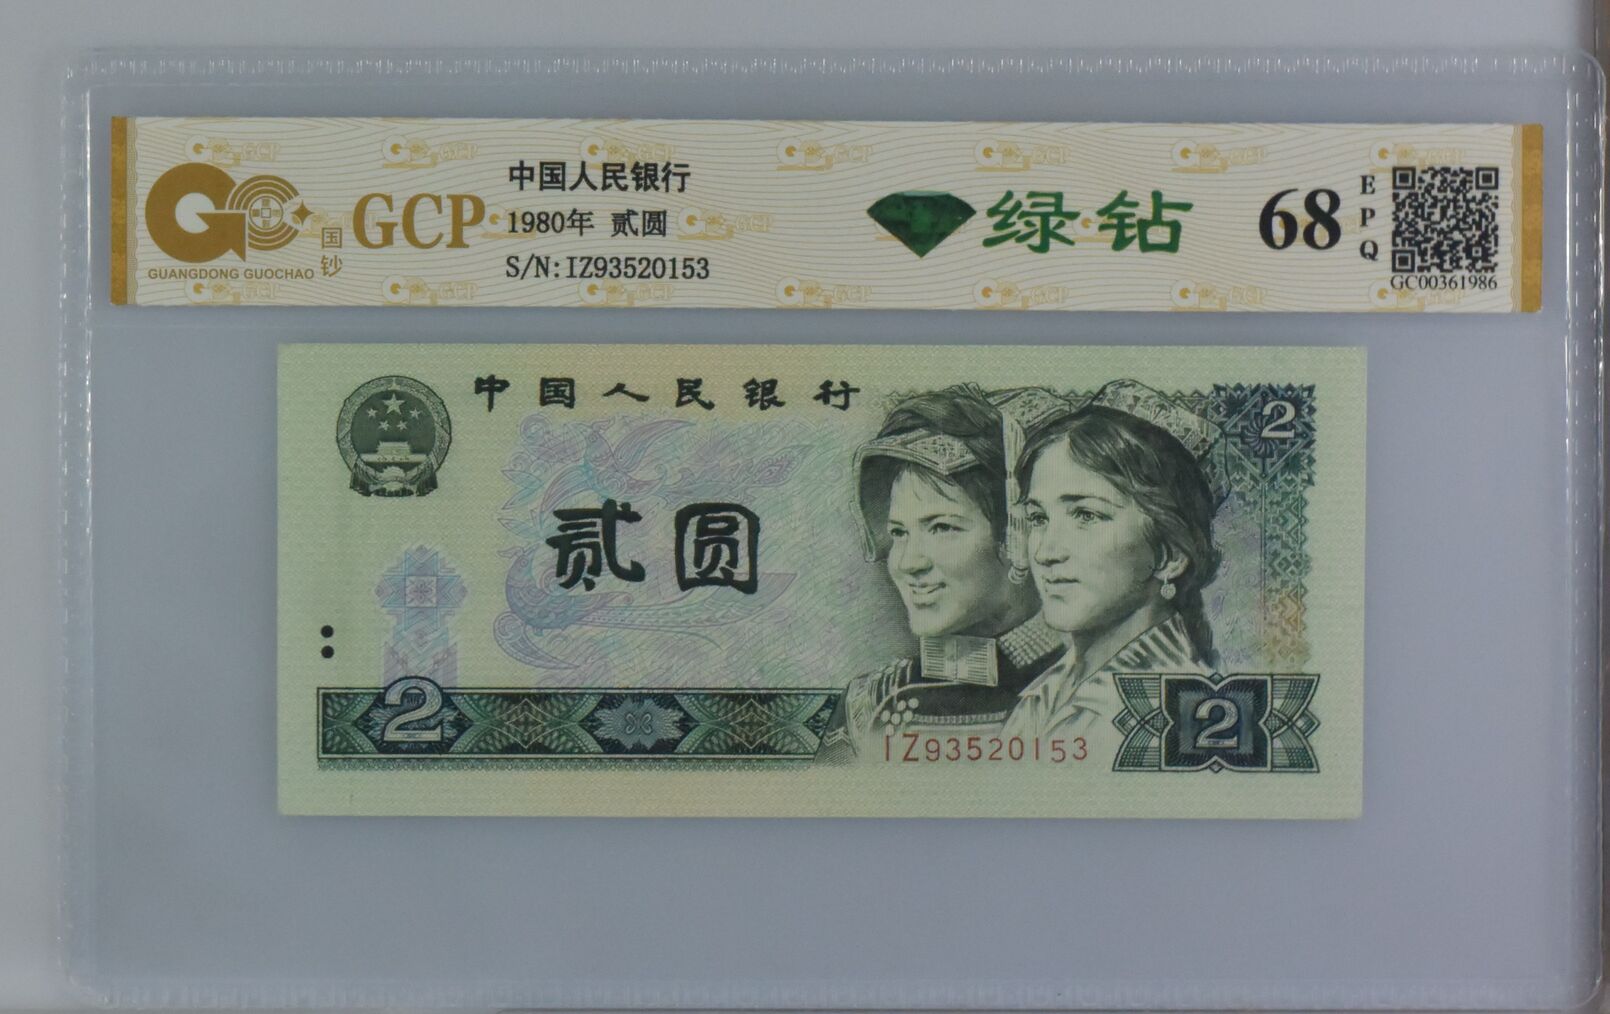 GCP
国钞
GUANGDONG GUOCHAO
中国人民银行
1980年 贰圆
S/N:IZ93520153
绿钻
68
EPQ
GC00361986
中国人民银行
2
贰圆
2
IZ93520153
2